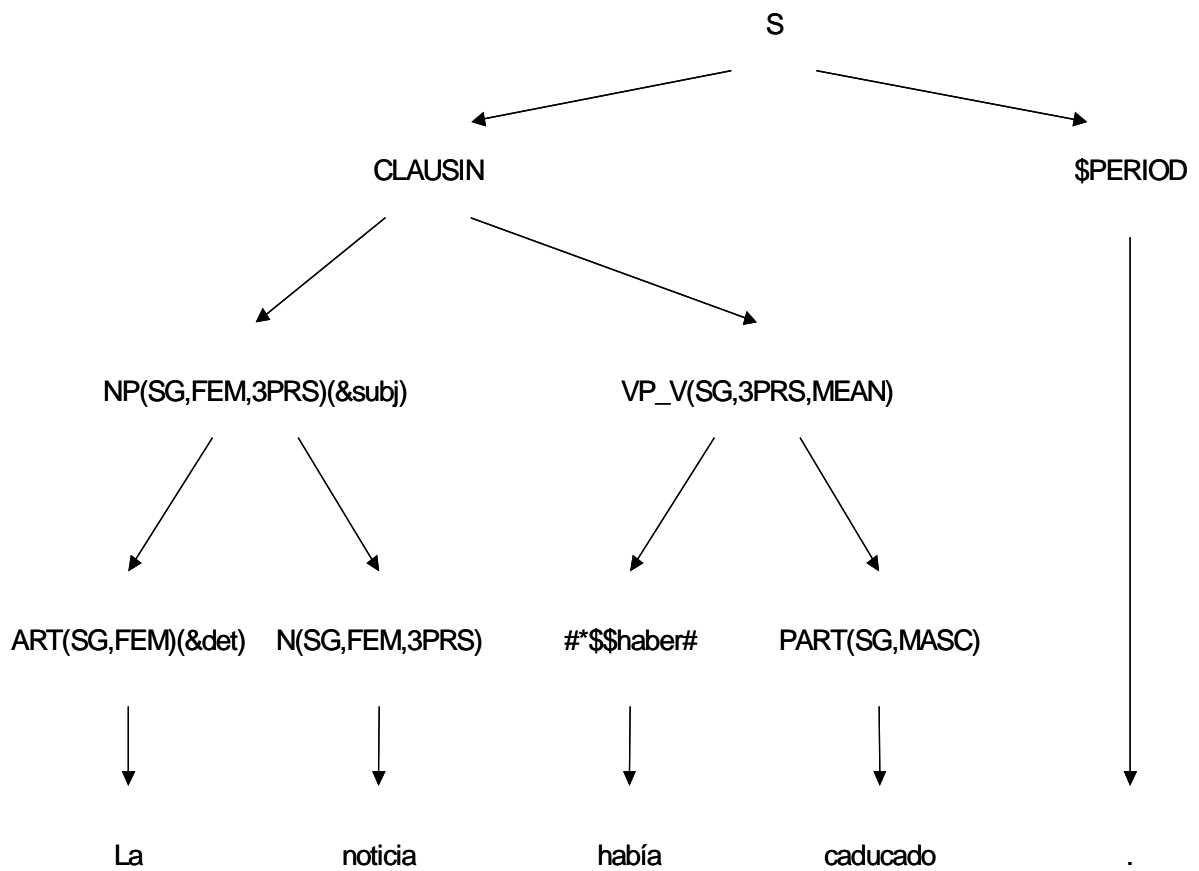 S
CLAUSIN $PERIOD
NP(SG,FEM,3PRS)(&subj) VP_V(SG,3PRS,MEAN)
ART(SG,FEM)(&det) N(SG,FEM,3PRS) #*$$haber# PART(SG,MASC)
La noticia había caducado .